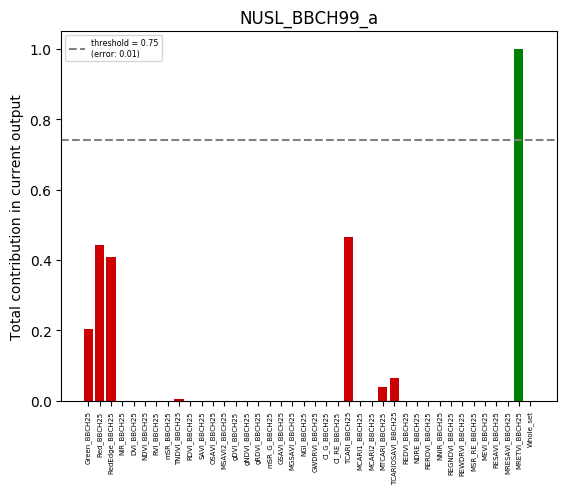 NUSL_BBCH99_a
threshold = 0.75
(error: 0.01)
Total contribution in current output
1.0
0.8
0.6
0.4
0.2
0.0
Green_BBCH25
Red_BBCH25
RedEdge_BBCH25
NIR_BBCH25
DVI_BBCH25
NDVI_BBCH25
RVI_BBCH25
mSR_BBCH25
TNDVI_BBCH25
RDVI_BBCH25
SAVI_BBCH25
OSAVI_BBCH25
MSAVI2_BBCH25
gDVI_BBCH25
gNDVI_BBCH25
gRDVI_BBCH25
mSR_G_BBCH25
GSAVI_BBCH25
MGSAVI_BBCH25
NGI_BBCH25
GWDRVI_BBCH25
CI_G_BBCH25
CI_RE_BBCH25
TCARI_BBCH25
MCARI1_BBCH25
MCARI2_BBCH25
MTCARI_BBCH25
TCARIOSAVI_BBCH25
REDVI_BBCH25
NDRE_BBCH25
RERDVI_BBCH25
NNIR_BBCH25
REGNDVI_BBCH25
REWDRVI_BBCH25
MSR_RE_BBCH25
MEVI_BBCH25
RESAVI_BBCH25
MRESAVI_BBCH25
MRETVI_BBCH25
Whole_set